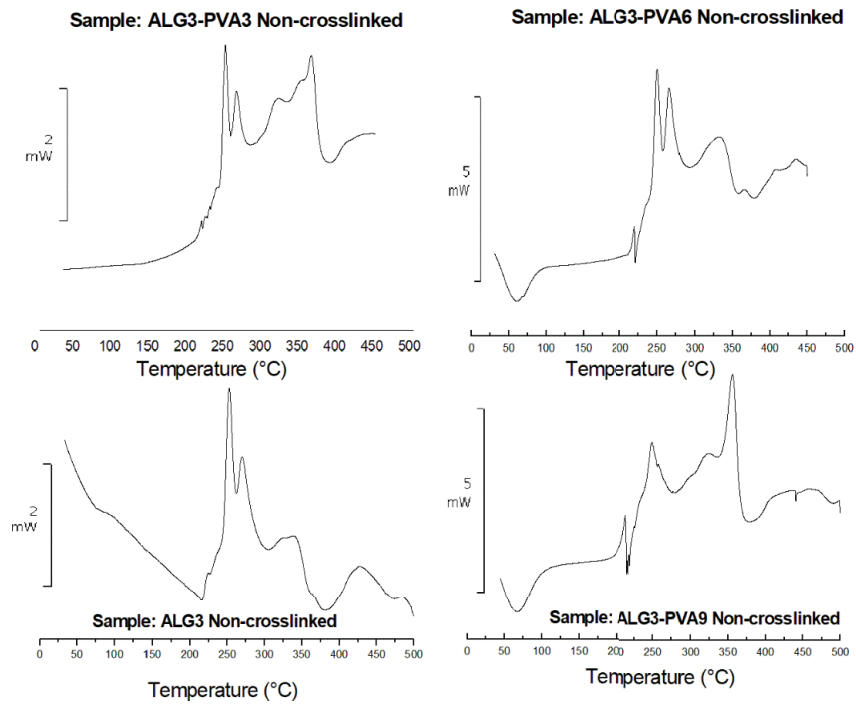 Sample: ALG3-PVA3 Non-crosslinked
2
mW
0 50 100 150 200 250 300 350 400 450 500
Temperature (°C)
Sample: ALG3-PVA6 Non-crosslinked
5
mW
0 50 100 150 200 250 300 350 400 450 500
Temperature (°C)
2
mW
Sample: ALG3 Non-crosslinked
0 50 100 150 200 250 300 350 400 450 500
Temperature (°C)
5
mW
Sample: ALG3-PVA9 Non-crosslinked
0 50 100 150 200 250 300 350 400 450 500
Temperature (°C)